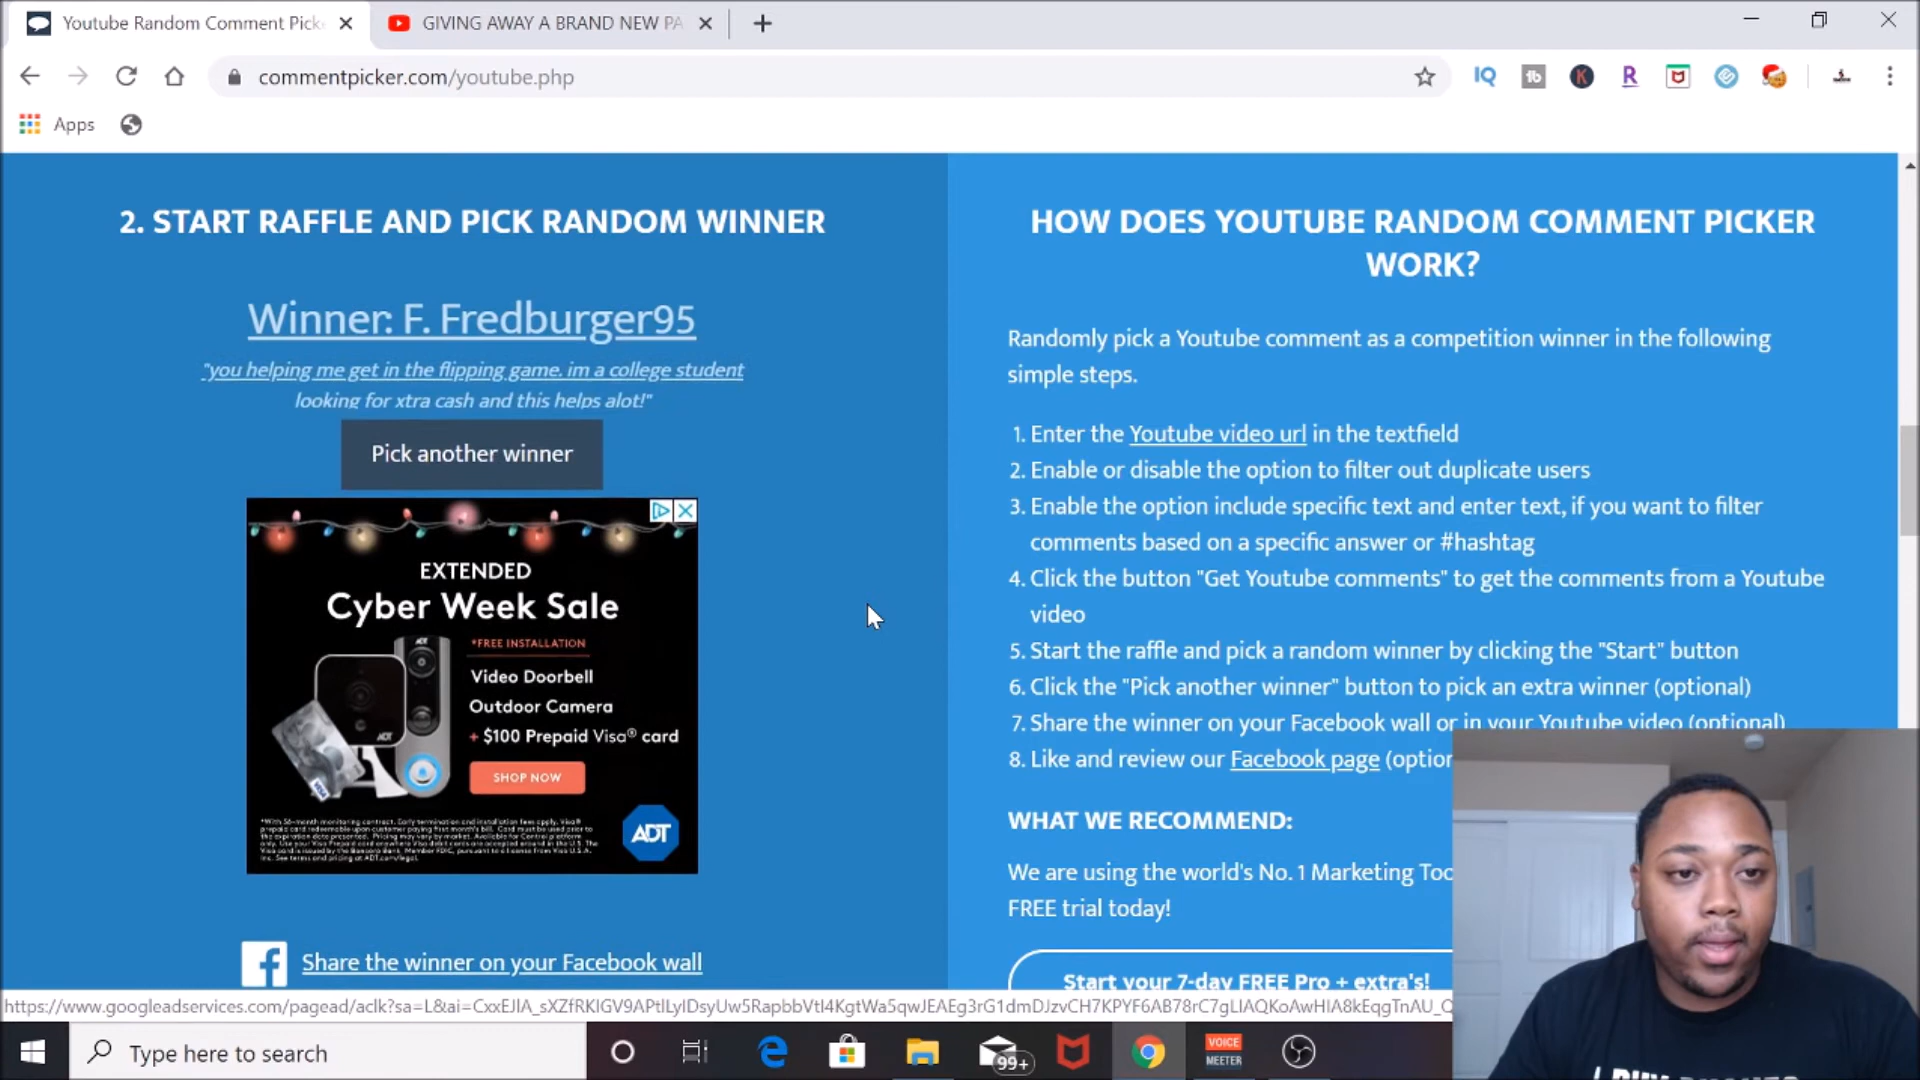 Youtube Random Comment Pick
GIVING AWAY A BRAND NEW PA
commentpicker.com/youtube.php
Apps
2. START RAFFLE AND PICK RANDOM WINNER
Winner: F. Fredburger95
"you helping me get in the flipping game. im a college student
looking for xtra cash and this helps alot!"
Pick another winner
EXTENDED
Cyber Week Sale
*FREE INSTALLATION
Video Doorbell
Outdoor Camera
+ $100 Prepaid Visa® card
SHOP NOW
ADT
Share the winner on your Facebook wall
HOW DOES YOUTUBE RANDOM COMMENT PICKER
WORK?
Randomly pick a Youtube comment as a competition winner in the following
simple steps.
1. Enter the Youtube video url in the textfield
2. Enable or disable the option to filter out duplicate users
3. Enable the option include specific text and enter text, if you want to filter
comments based on a specific answer or #hashtag
4. Click the button "Get Youtube comments" to get the comments from a Youtube
video
5. Start the raffle and pick a random winner by clicking the "Start" button
6. Click the "Pick another winner" button to pick an extra winner (optional)
7. Share the winner on your Facebook wall or in your Youtube video (optional)
8. Like and review our Facebook page (option
WHAT WE RECOMMEND:
We are using the world's No. 1 Marketing Too
FREE trial today!
Start your 7-day FREE Pro + extra's!
Type here to search
99+
VOICE
MEETER